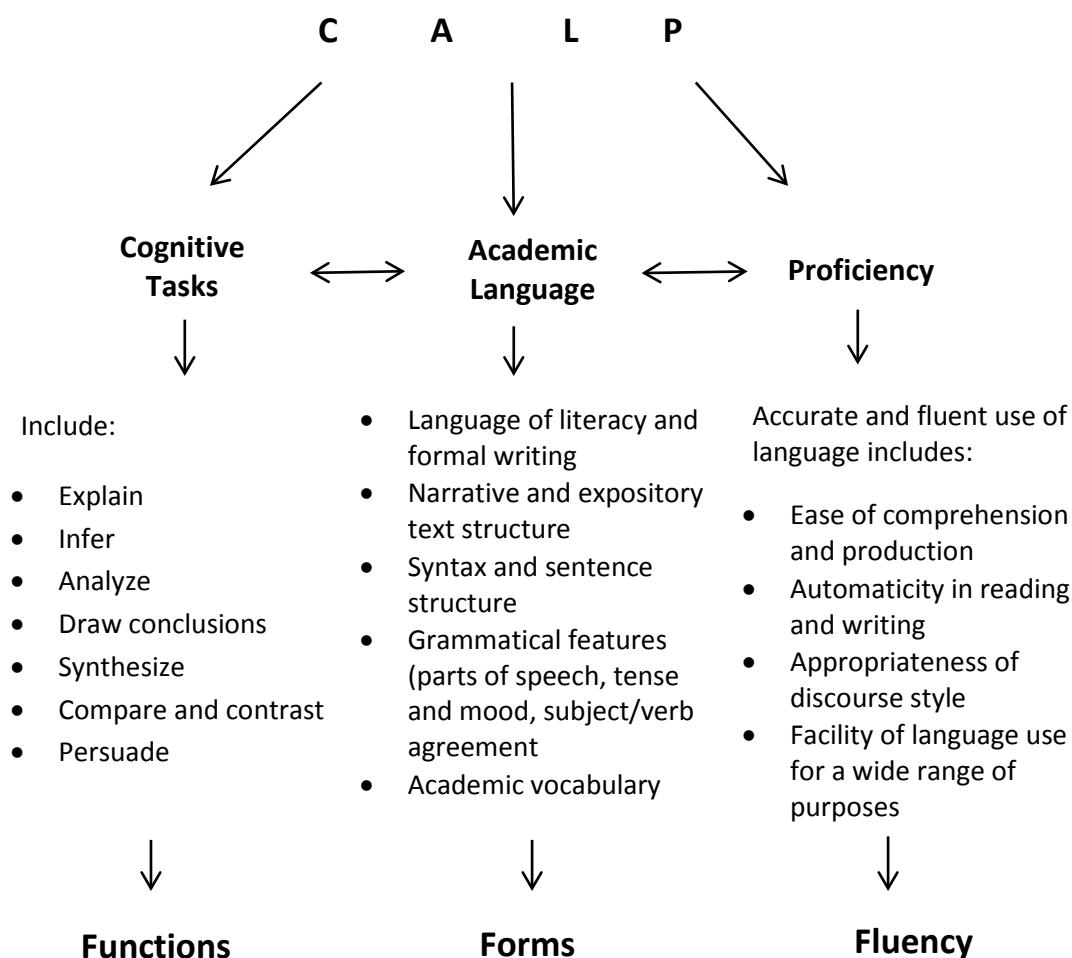 C A L P
Cognitive
Tasks
Academic
Language
Proficiency
Include:
• Explain
• Infer
• Analyze
• Draw conclusions
• Synthesize
• Compare and contrast
• Persuade
• Language of literacy and
formal writing
• Narrative and expository
text structure
• Syntax and sentence
structure
• Grammatical features
(parts of speech, tense
and mood, subject/verb
agreement
• Academic vocabulary
Accurate and fluent use of
language includes:
• Ease of comprehension
and production
• Automaticity in reading
and writing
• Appropriateness of
discourse style
• Facility of language use
for a wide range of
purposes
Functions
Forms
Fluency